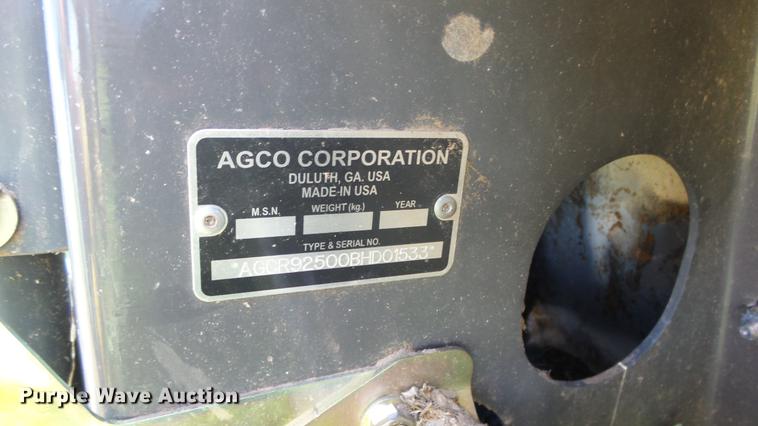 AGCO CORPORATION
DULUTH, GA. USA
MADE-IN USA
M.S.N. WEIGHT (kg.) YEAR
TYPE & SERIAL NO.
*AGCR92500BHD01533*
Purple Wave Auction